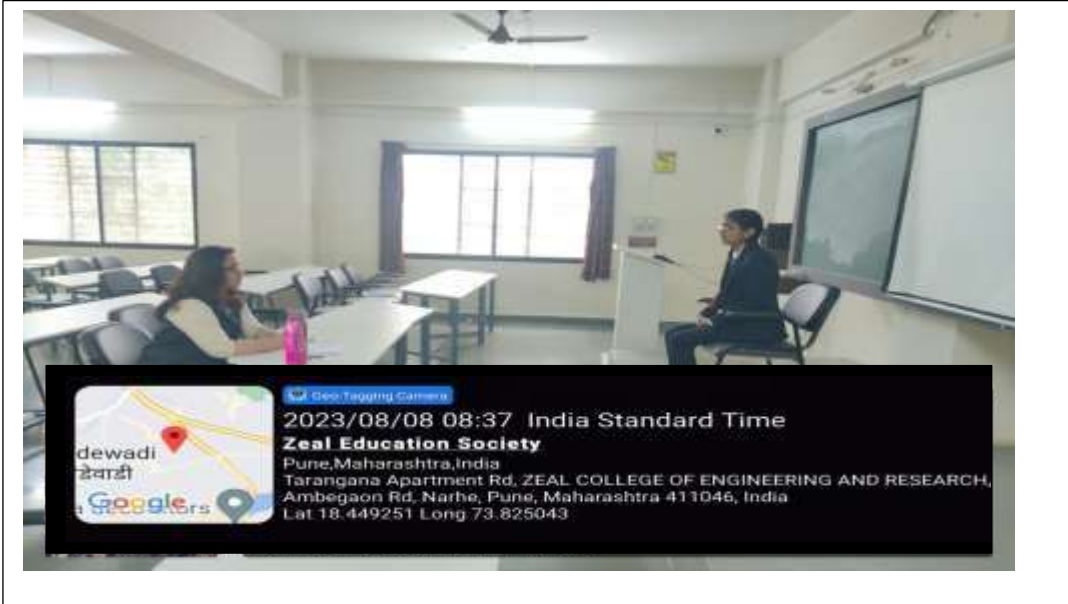 Geo Tagging Camera
2023/08/08 08:37 India Standard Time
Zeal Education Society
Pune,Maharashtra,India
Tarangana Apartment Rd, ZEAL COLLEGE OF ENGINEERING AND RESEARCH,
Ambegaon Rd, Narhe, Pune, Maharashtra 411046, India
Lat 18.449251 Long 73.825043
dewadi
डेवाडी
Google